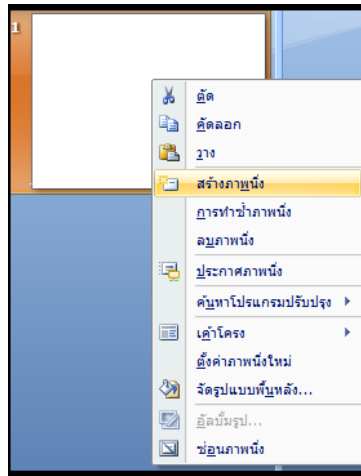 1
ตัด
คัดลอก
วาง
สร้างภาพนิ่ง
การทำซ้ำภาพนิ่ง
ลบภาพนิ่ง
ประกาศภาพนิ่ง
ค้นหาโปรแกรมปรับปรุง
เค้าโครง
ตั้งค่าภาพนิ่งใหม่
จัดรูปแบบพื้นหลัง...
อัลบั้มรูป...
ซ่อนภาพนิ่ง